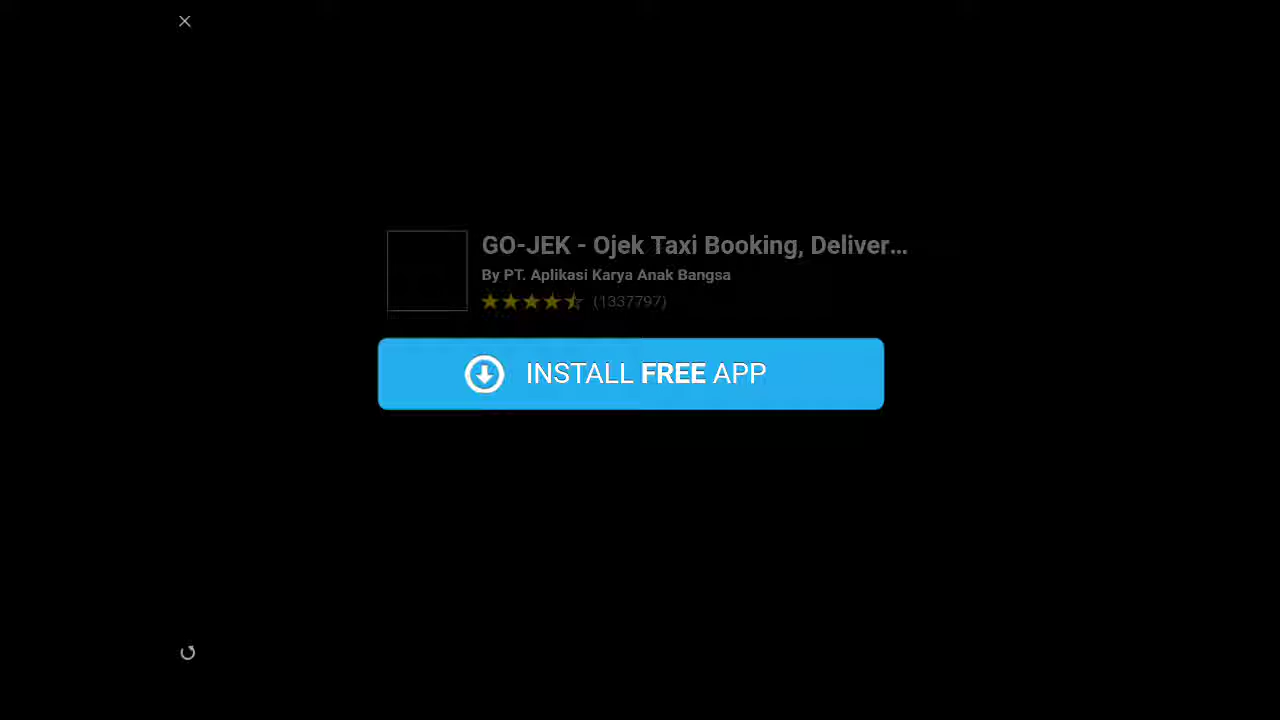 GO-JEK - Ojek Taxi Booking, Deliver...
By PT. Aplikasi Karya Anak Bangsa
(1337797)
INSTALL FREE APP